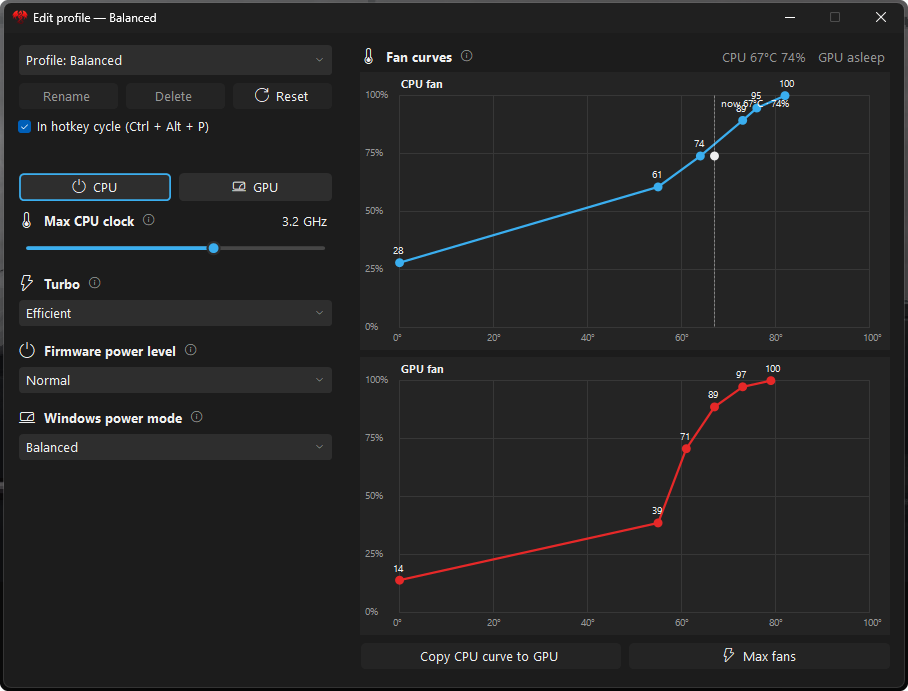 Edit profile — Balanced
Profile: Balanced
Rename
Delete
Reset
In hotkey cycle (Ctrl + Alt + P)
CPU
GPU
Max CPU clock
3.2 GHz
Turbo
Efficient
Firmware power level
Normal
Windows power mode
Balanced
Fan curves
CPU 67°C 74%
GPU asleep
CPU fan
100%
75%
50%
25%
0%
0°
20°
40°
60°
80°
100°
28
61
74
89
95
100
now 67°C 74%
GPU fan
100%
75%
50%
25%
0%
0°
20°
40°
60°
80°
100°
14
39
71
89
97
100
Copy CPU curve to GPU
Max fans